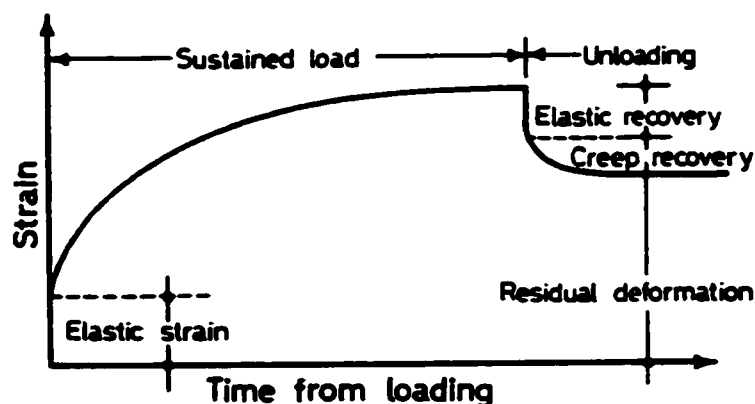 Sustained load
Unloading
Elastic recovery
Creep recovery
Strain
Residual deformation
Elastic strain
Time from loading